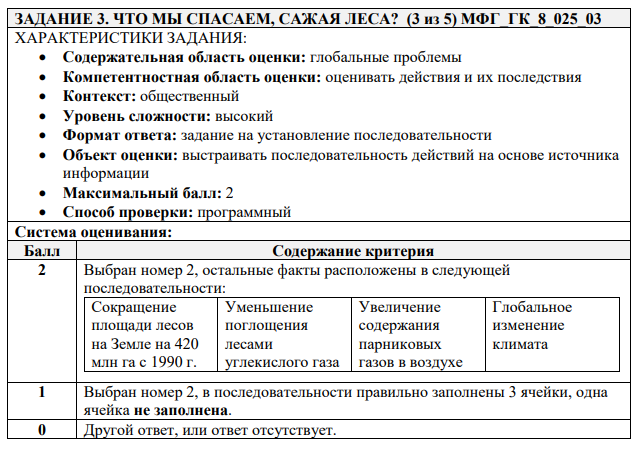 ЗАДАНИЕ 3. ЧТО МЫ СПАСАЕМ, САЖАЯ ЛЕСА? (3 из 5) МФГ_ГК_8_025_03
ХАРАКТЕРИСТИКИ ЗАДАНИЯ:
• Содержательная область оценки: глобальные проблемы
• Компетентностная область оценки: оценивать действия и их последствия
• Контекст: общественный
• Уровень сложности: высокий
• Формат ответа: задание на установление последовательности
• Объект оценки: выстраивать последовательность действий на основе источника
информации
• Максимальный балл: 2
• Способ проверки: программный
Система оценивания:
Балл Содержание критерия
2 Выбран номер 2, остальные факты расположены в следующей
последовательности:
Сокращение Уменьшение Увеличение Глобальное
площади лесов поглощения содержания изменение
на Земле на 420 лесами парниковых климата
млн га с 1990 г. углекислого газа газов в воздухе
1 Выбран номер 2, в последовательности правильно заполнены 3 ячейки, одна
ячейка не заполнена.
0 Другой ответ, или ответ отсутствует.